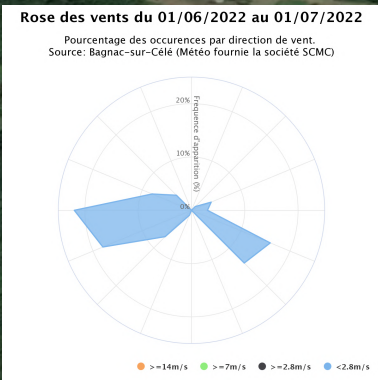 Rose des vents du 01/06/2022 au 01/07/2022
Pourcentage des occurences par direction de vent.
Source: Bagnac-sur-Célé (Météo fournie la société SCMC)
20%
10%
0%
Frequence d'apparition (%)
>=14m/s >=7m/s >=2.8m/s <2.8m/s